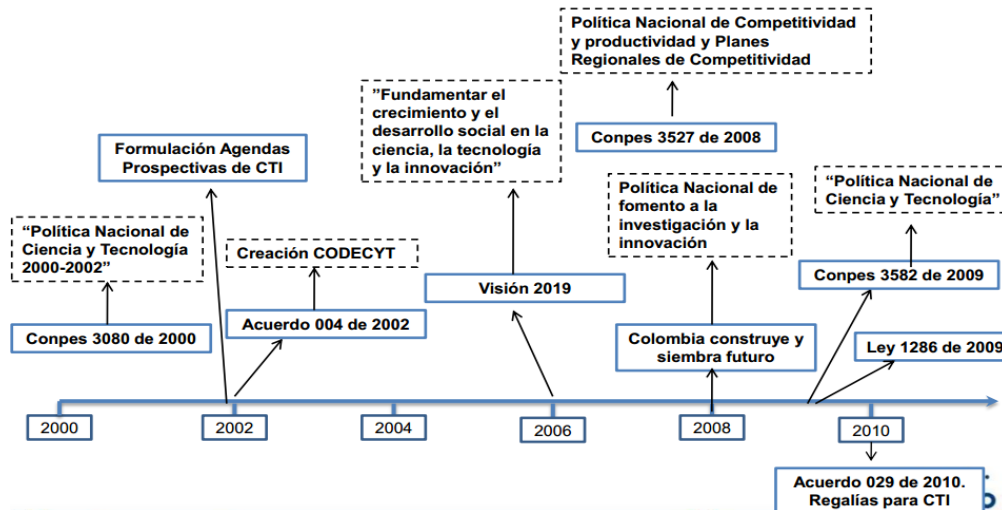 Política Nacional de Competitividad
y productividad y Planes
Regionales de Competitividad
”Fundamentar el
crecimiento y el
desarrollo social en la
ciencia, la tecnología
y la innovación”
Conpes 3527 de 2008
Formulación Agendas
Prospectivas de CTI
Política Nacional de
fomento a la
investigación y la
innovación
“Política Nacional de
Ciencia y Tecnología”
“Política Nacional de
Ciencia y Tecnología
2000-2002”
Creación CODECYT
Visión 2019
Conpes 3582 de 2009
Conpes 3080 de 2000
Acuerdo 004 de 2002
Colombia construye y
siembra futuro
Ley 1286 de 2009
2000
2002
2004
2006
2008
2010
Acuerdo 029 de 2010.
Regalías para CTI